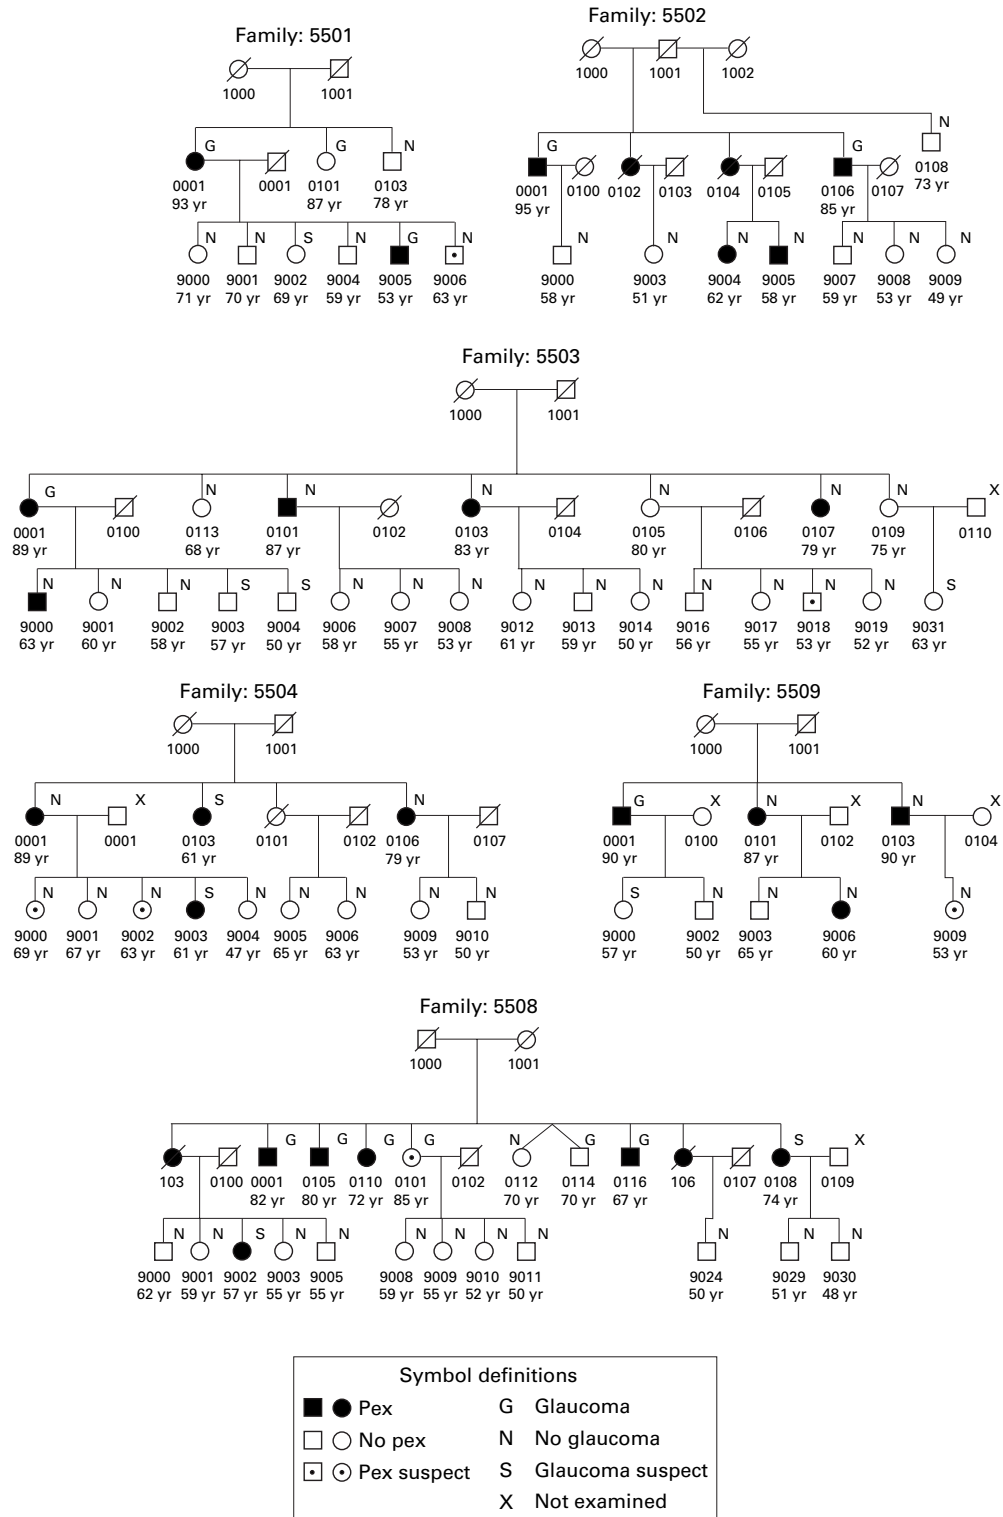 Family: 5501
1000 1001
G G N
0001 0001 0101 0103
93 yr 87 yr 78 yr
N N S N G N
9000 9001 9002 9004 9005 9006
71 yr 70 yr 69 yr 59 yr 53 yr 63 yr
Family: 5502
1000 1001 1002
N
0108
73 yr
G G
0001 0100 0102 0103 0104 0105 0106 0107
95 yr 85 yr
N N N N N N N
9000 9003 9004 9005 9007 9008 9009
58 yr 51 yr 62 yr 58 yr 59 yr 53 yr 49 yr
Family: 5503
1000 1001
G N N N N N N X
0001 0100 0113 0101 0102 0103 0104 0105 0106 0107 0109 0110
89 yr 68 yr 87 yr 83 yr 80 yr 79 yr 75 yr
N N N S S N N N N N N N N N N S
9000 9001 9002 9003 9004 9006 9007 9008 9012 9013 9014 9016 9017 9018 9019 9031
63 yr 60 yr 58 yr 57 yr 50 yr 58 yr 55 yr 53 yr 61 yr 59 yr 50 yr 56 yr 55 yr 53 yr 52 yr 63 yr
Family: 5504
1000 1001
N X S N
0001 0001 0103 0101 0102 0106 0107
89 yr 61 yr 79 yr
N N N S N N N N N
9000 9001 9002 9003 9004 9005 9006 9009 9010
69 yr 67 yr 63 yr 61 yr 47 yr 65 yr 63 yr 53 yr 50 yr
Family: 5509
1000 1001
G X N X N X
0001 0100 0101 0102 0103 0104
90 yr 87 yr 90 yr
S N N N N
9000 9002 9003 9006 9009
57 yr 50 yr 65 yr 60 yr 53 yr
Family: 5508
1000 1001
G G G G N G G S X
103 0100 0001 0105 0110 0101 0102 0112 0114 0116 106 0107 0108 0109
82 yr 80 yr 72 yr 85 yr 70 yr 70 yr 67 yr 74 yr
N N S N N N N N N N N N
9000 9001 9002 9003 9005 9008 9009 9010 9011 9024 9029 9030
62 yr 59 yr 57 yr 55 yr 55 yr 59 yr 55 yr 52 yr 50 yr 50 yr 51 yr 48 yr
Symbol definitions
Pex G Glaucoma
No pex N No glaucoma
Pex suspect S Glaucoma suspect
X Not examined